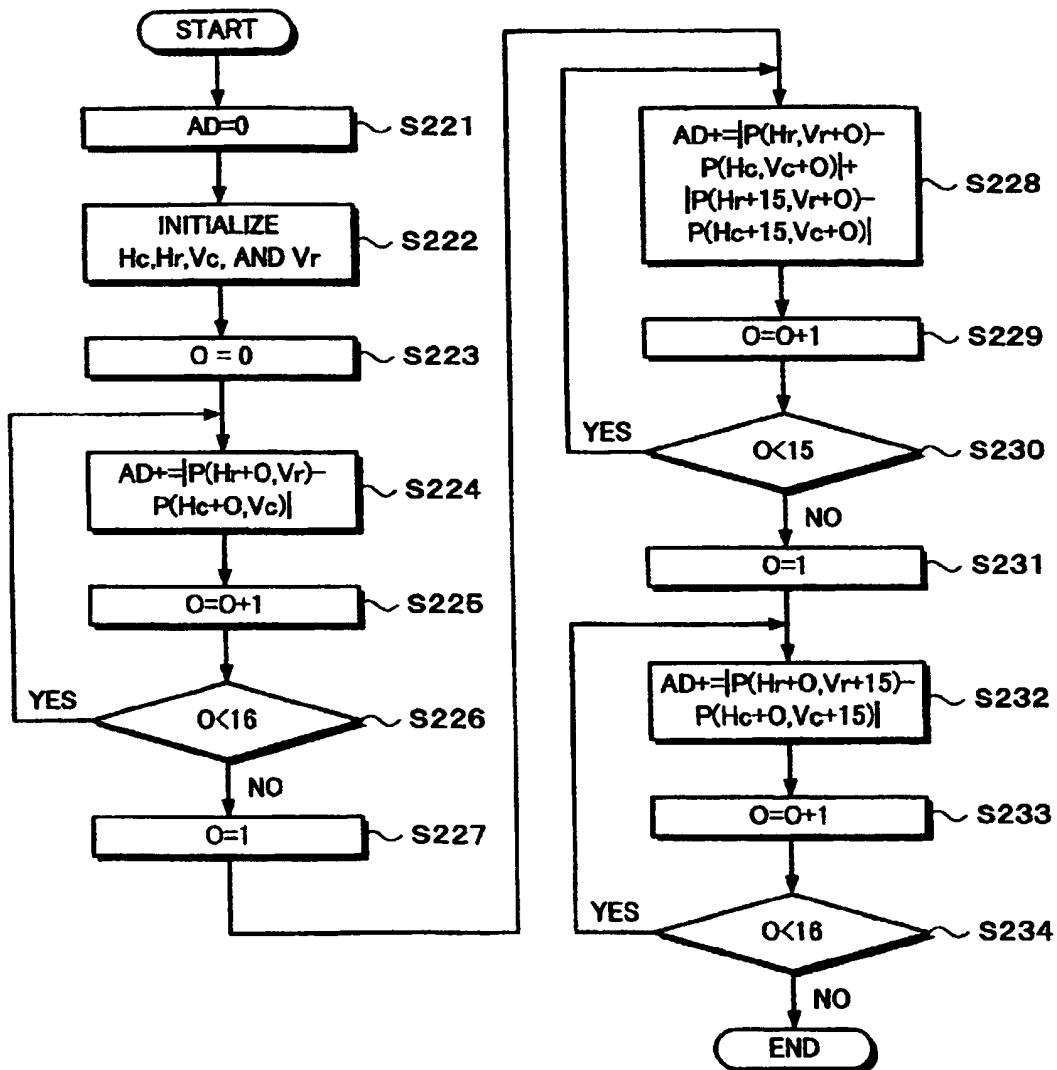 START
AD=0
S221
INITIALIZE
Hc,Hr,Vc, AND Vr
S222
O = 0
S223
AD+=|P(Hr+O,Vr)-
P(Hc+O,Vc)|
S224
O=O+1
S225
YES
O<16
S226
NO
O=1
S227
AD+=|P(Hr,Vr+O)-
P(Hc,Vc+O)|+
|P(Hr+15,Vr+O)-
P(Hc+15,Vc+O)|
S228
O=O+1
S229
YES
O<15
S230
NO
O=1
S231
AD+=|P(Hr+O,Vr+15)-
P(Hc+O,Vc+15)|
S232
O=O+1
S233
YES
O<16
S234
NO
END